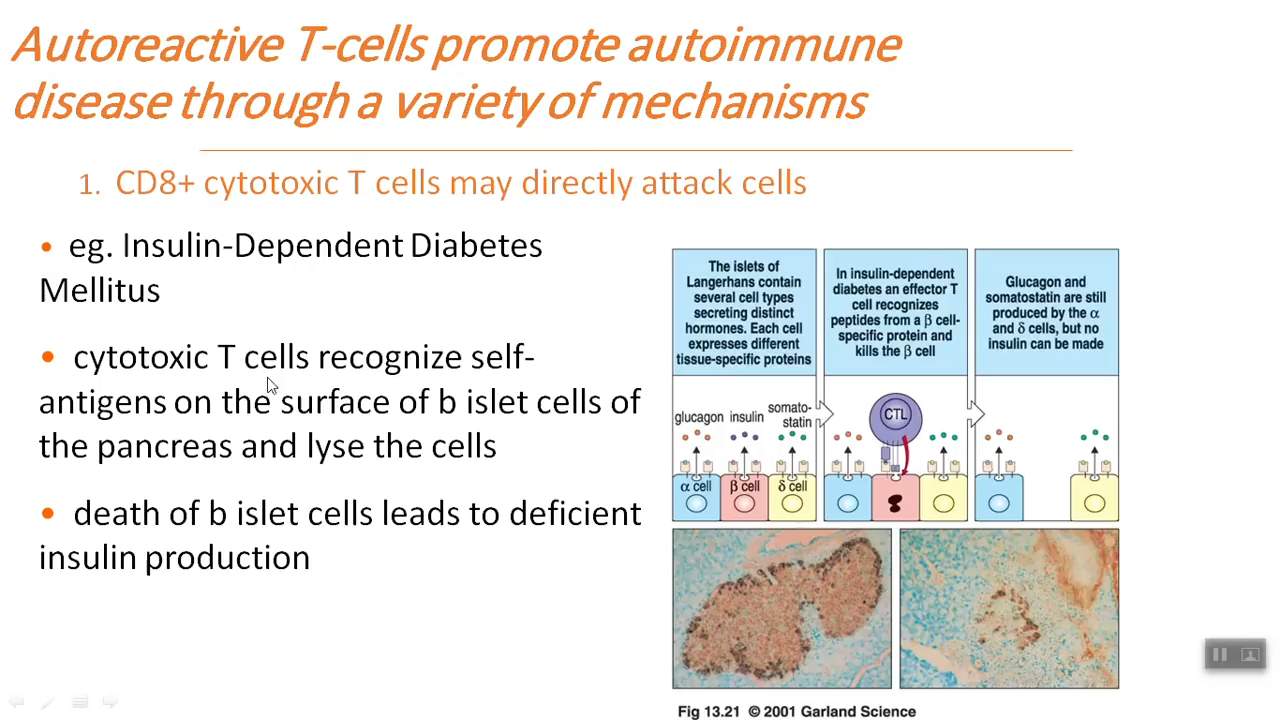 Autoreactive T-cells promote autoimmune
disease through a variety of mechanisms
1. CD8+ cytotoxic T cells may directly attack cells
• eg. Insulin-Dependent Diabetes
Mellitus
• cytotoxic T cells recognize self-
antigens on the surface of b islet cells of
the pancreas and lyse the cells
• death of b islet cells leads to deficient
insulin production
The islets of
Langerhans contain
several cell types
secreting distinct
hormones. Each cell
expresses different
tissue-specific proteins
In insulin-dependent
diabetes an effector T
cell recognizes
peptides from a β cell-
specific protein and
kills the β cell
Glucagon and
somatostatin are still
produced by the α
and δ cells, but no
insulin can be made
glucagon insulin somato-
statin
CTL
α cell β cell δ cell
Fig 13.21 © 2001 Garland Science